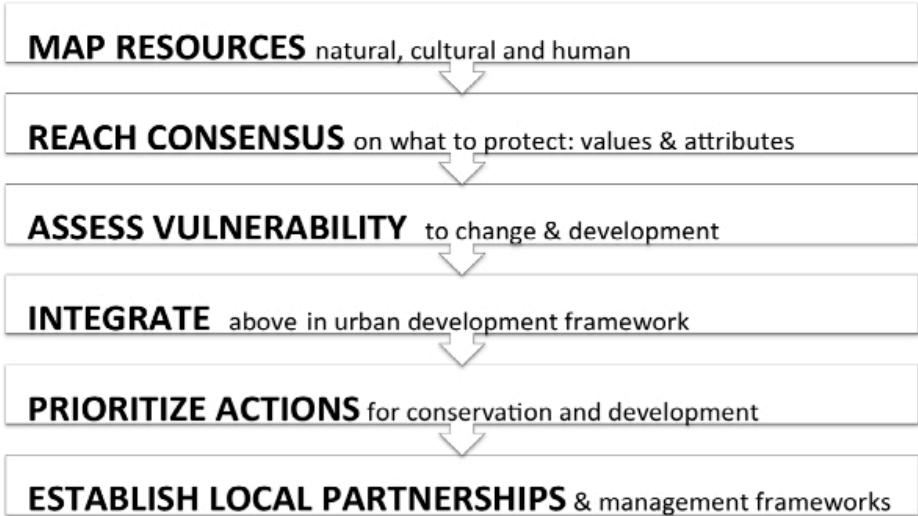 MAP RESOURCES natural, cultural and human
REACH CONSENSUS on what to protect: values & attributes
ASSESS VULNERABILITY to change & development
INTEGRATE above in urban development framework
PRIORITIZE ACTIONS for conservation and development
ESTABLISH LOCAL PARTNERSHIPS & management frameworks